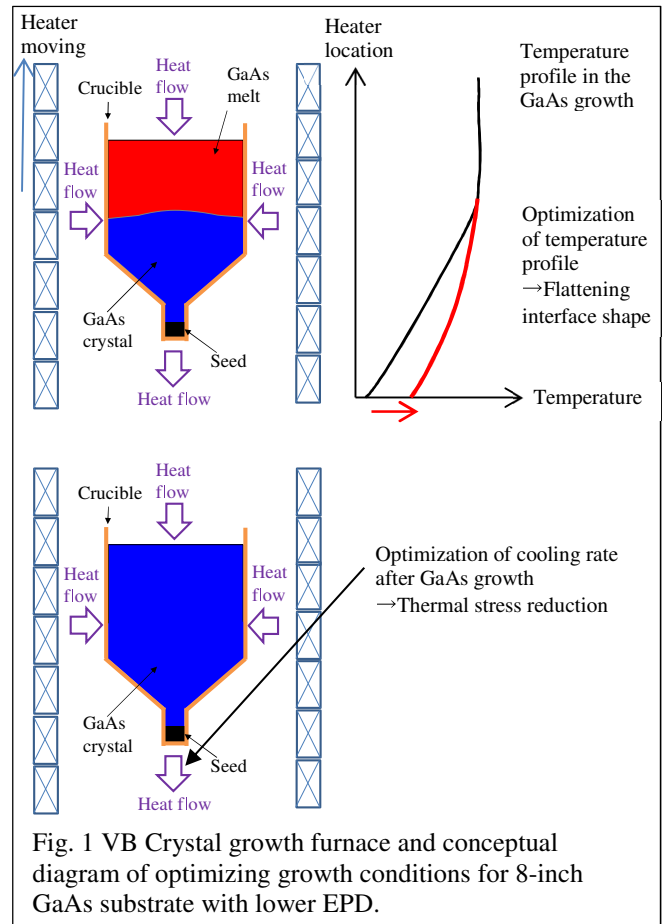 Heater
moving
Heat
flow
GaAs
melt
Crucible
Heat
flow
Heat
flow
GaAs
crystal
Seed
Heat flow
Heater
location
Temperature
profile in the
GaAs growth
Optimization
of temperature
profile
→Flattening
interface shape
Temperature
Heat
flow
Crucible
Heat
flow
Heat
flow
GaAs
crystal
Seed
Heat flow
Optimization of cooling rate
after GaAs growth
→Thermal stress reduction
Fig. 1 VB Crystal growth furnace and conceptual
diagram of optimizing growth conditions for 8-inch
GaAs substrate with lower EPD.